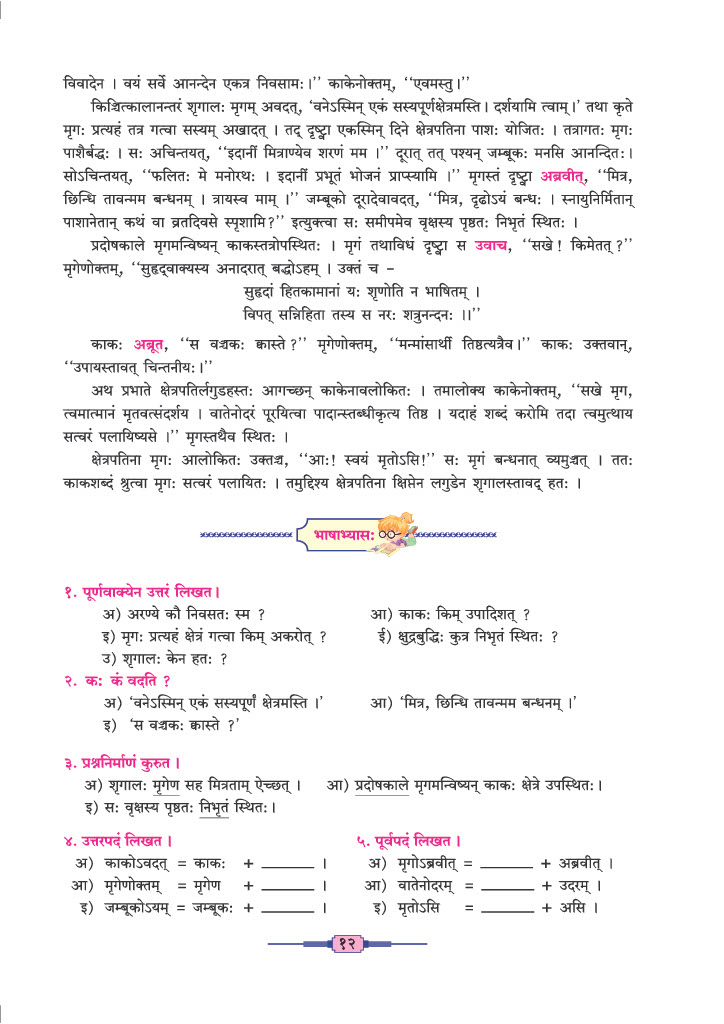 विवादेन । वयं सर्वे आनन्देन एकत्र निवसामः।’’ काकेनोक्तम्, ‘‘एवमस्तु।’’
किञ्चित्कालानन्तरं शृगालः मृगम् अवदत्, ‘वनेऽस्मिन् एकं सस्यपूर्णक्षेत्रमस्ति। दर्शयामि त्वाम्।’ तथा कृते
मृगः प्रत्यहं तत्र गत्वा सस्यम् अखादत् । तद् दृष्ट्वा एकस्मिन् दिने क्षेत्रपतिना पाशः योजितः । तत्रागतः मृगः
पाशैर्बद्धः। सः अचिन्तयत्, ‘‘इदानीं मित्राण्येव शरणं मम ।’’ दूरात् तत् पश्यन् जम्बूकः मनसि आनन्दितः।
सोऽचिन्तयत्, ‘‘फलितः मे मनोरथः । इदानीं प्रभूतं भोजनं प्राप्स्यामि ।’’ मृगस्तं दृष्ट्वा अब्रवीत्, ‘‘मित्र,
छिन्धि तावन्मम बन्धनम् । त्रायस्व माम् ।’’ जम्बूको दूरादेवावदत्, ‘‘मित्र, दृढोऽयं बन्धः । स्नायुनिर्मितान्
पाशानेतान् कथं वा व्रतदिवसे स्पृशामि?’’ इत्युक्त्वा सः समीपमेव वृक्षस्य पृष्ठतः निभृतं स्थितः ।
प्रदोषकाले मृगमन्विष्यन् काकस्तत्रोपस्थितः । मृगं तथाविधं दृष्ट्वा स उवाच, ‘‘सखे ! किमेतत् ?’’
मृगेणोक्तम्, ‘‘सुहृद्वाक्यस्य अनादरात् बद्धोऽहम् । उक्तं च –
सुहृदां हितकामानां यः शृणोति न भाषितम् ।
विपत् सन्निहिता तस्य स नरः शत्रुनन्दनः ।।’’
काकः अब्रूत, ‘‘स वञ्चकः क्वास्ते ?’’ मृगेणोक्तम्, ‘‘मन्मांसार्थी तिष्ठत्यत्रैव।’’ काकः उक्तवान्,
‘‘उपायस्तावत् चिन्तनीयः।’’
अथ प्रभाते क्षेत्रपतिर्लगुडहस्तः आगच्छन् काकेनावलोकितः । तमालोक्य काकेनोक्तम्, ‘‘सखे मृग,
त्वमात्मानं मृतवत्संदर्शय । वातेनोदरं पूरयित्वा पादान्स्तब्धीकृत्य तिष्ठ । यदाहं शब्दं करोमि तदा त्वमुत्थाय
सत्वरं पलायिष्यसे ।’’ मृगस्तथैव स्थितः ।
क्षेत्रपतिना मृगः आलोकितः उक्तञ्च, ‘‘आः! स्वयं मृतोऽसि!’’ सः मृगं बन्धनात् व्यमुञ्चत् । ततः
काकशब्दं श्रुत्वा मृगः सत्वरं पलायितः । तमुद्दिश्य क्षेत्रपतिना क्षिप्तेन लगुडेन शृगालस्तावद् हतः ।
भाषाभ्यासः
१. पूर्णवाक्येन उत्तरं लिखत।
अ) अरण्ये कौ निवसतः स्म ? आ) काकः किम् उपादिशत् ?
इ) मृगः प्रत्यहं क्षेत्रं गत्वा किम् अकरोत् ? ई) क्षुद्रबुद्धिः कुत्र निभृतं स्थितः ?
उ) शृगालः केन हतः ?
२. कः कं वदति ?
अ) ‘वनेऽस्मिन् एकं सस्यपूर्णं क्षेत्रमस्ति ।’ आ) ‘मित्र, छिन्धि तावन्मम बन्धनम् ।’
इ) ‘स वञ्चकः क्वास्ते ?’
३. प्रश्ननिर्माणं कुरुत ।
अ) शृगालः मृगेण सह मित्रताम् ऐच्छत् । आ) प्रदोषकाले मृगमन्विष्यन् काकः क्षेत्रे उपस्थितः।
इ) सः वृक्षस्य पृष्ठतः निभृतं स्थितः।
४. उत्तरपदं लिखत । ५. पूर्वपदं लिखत ।
अ) काकोऽवदत् = काकः + ______ । अ) मृगोऽब्रवीत् = ______ + अब्रवीत् ।
आ) मृगेणोक्तम् = मृगेण + ______ । आ) वातेनोदरम् = ______ + उदरम् ।
इ) जम्बूकोऽयम् = जम्बूकः + ______ । इ) मृतोऽसि = ______ + असि ।
१२